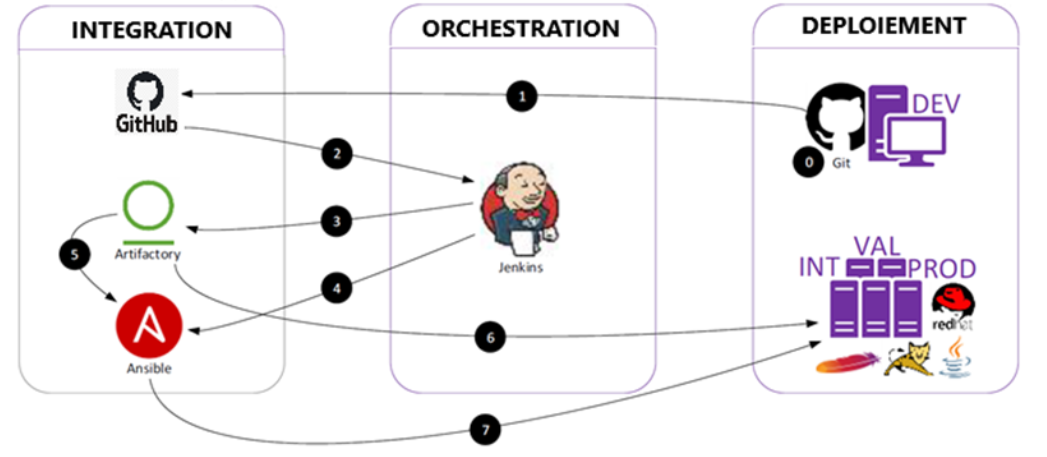 INTEGRATION
ORCHESTRATION
DEPLOIEMENT
GitHub
1
DEV
0
Git
2
3
Artifactory
5
Jenkins
4
INT
VAL
PROD
redhat
6
Ansible
7